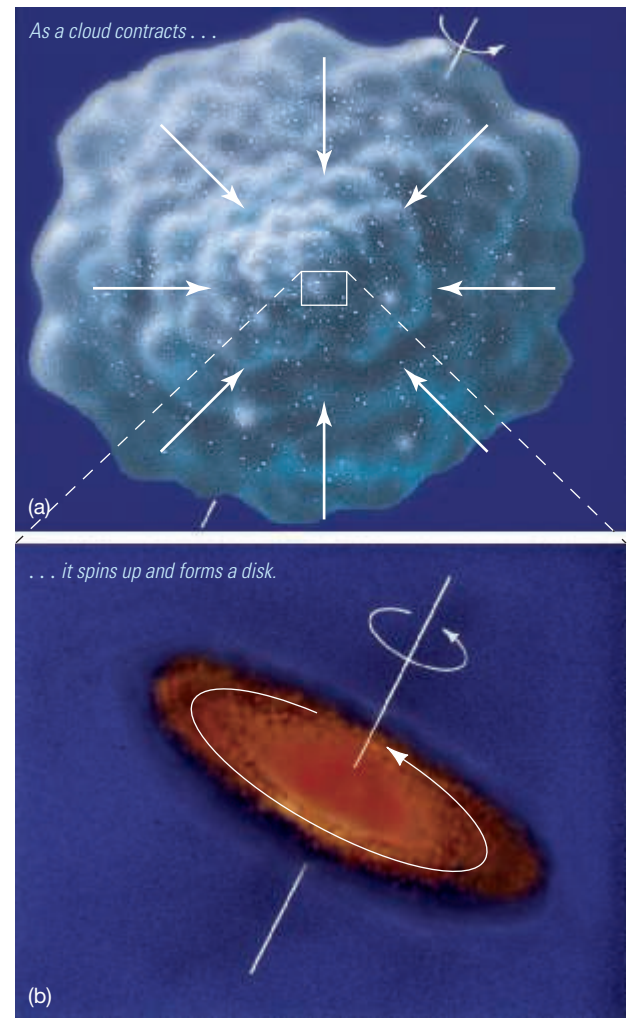 As a cloud contracts . . .
(a)
. . . it spins up and forms a disk.
(b)